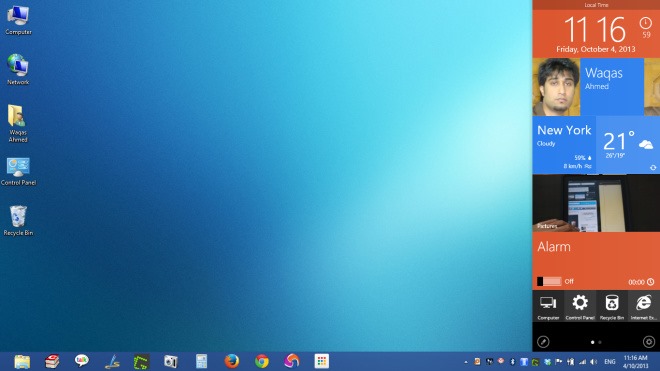 Computer
Network
Waqas
Ahmed
Control Panel
Recycle Bin
Local Time
11 16
59
Friday, October 4, 2013
Waqas
Ahmed
New York
Cloudy
50%
8 km/h
21°
26°/19°
Pictures
Alarm
Off
00:00
Computer
Control Panel
Recycle Bin
Internet Ex...
talk
ENG
11:16 AM
4/10/2013